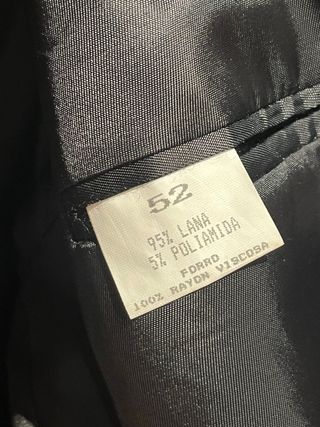 52
95% LANA
5% POLIAMIDA
FORRO
100% RAYON VISCOSA